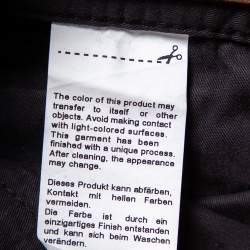 The color of this product may
transfer to itself or other
objects. Avoid making contact
with light-colored surfaces.
This garment has been
finished with a unique process.
After cleaning, the appearance
may change.
Dieses Produkt kann abfärben,
Kontakt mit hellen Farben
vermeiden.
Die Farbe ist durch ein
einzigartiges Finish entstanden
und kann sich beim Waschen
verändern.